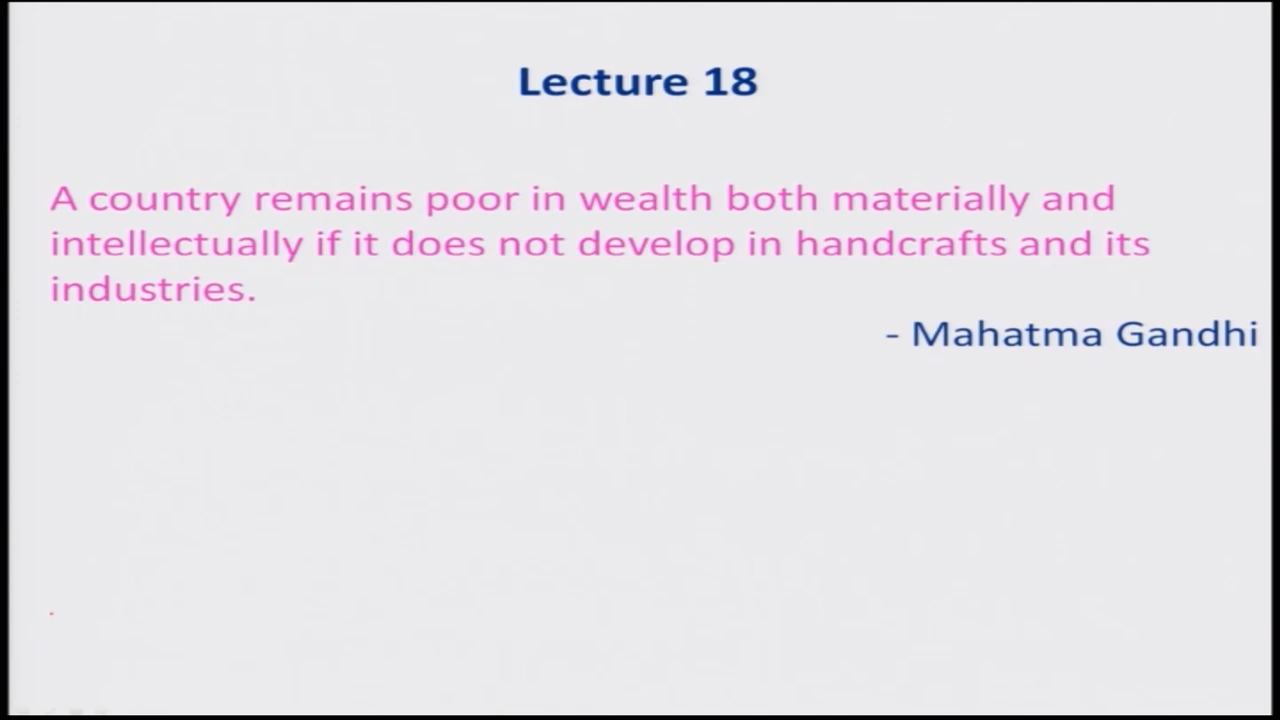 Lecture 18
A country remains poor in wealth both materially and
intellectually if it does not develop in handcrafts and its
industries.
- Mahatma Gandhi